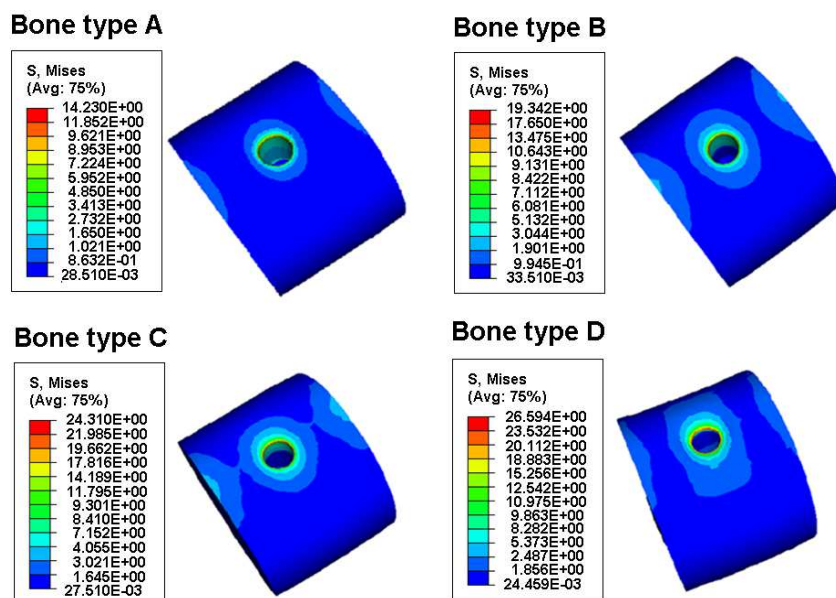 Bone type A
S, Mises
(Avg: 75%)
14.230E+00
11.852E+00
9.621E+00
8.953E+00
7.224E+00
5.952E+00
4.850E+00
3.413E+00
2.732E+00
1.650E+00
1.021E+00
8.632E-01
28.510E-03
Bone type B
S, Mises
(Avg: 75%)
19.342E+00
17.650E+00
13.475E+00
10.643E+00
9.131E+00
8.422E+00
7.112E+00
6.081E+00
5.132E+00
3.044E+00
1.901E+00
9.945E-01
33.510E-03
Bone type C
S, Mises
(Avg: 75%)
24.310E+00
21.985E+00
19.662E+00
17.816E+00
14.189E+00
11.795E+00
9.301E+00
8.410E+00
7.152E+00
4.055E+00
3.021E+00
1.645E+00
27.510E-03
Bone type D
S, Mises
(Avg: 75%)
26.594E+00
23.532E+00
20.112E+00
18.883E+00
15.256E+00
12.542E+00
10.975E+00
9.863E+00
8.282E+00
5.373E+00
2.487E+00
1.856E+00
24.459E-03